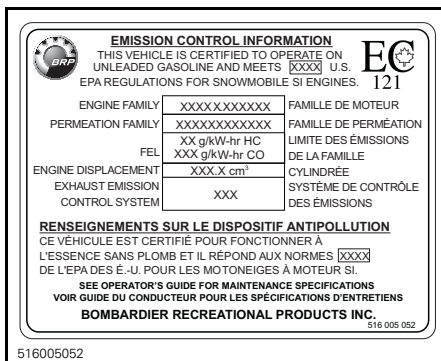 EMISSION CONTROL INFORMATION
THIS VEHICLE IS CERTIFIED TO OPERATE ON
UNLEADED GASOLINE AND MEETS XXXX U.S.
EPA REGULATIONS FOR SNOWMOBILE SI ENGINES.
BRP
EC
121
ENGINE FAMILY XXXXXXXXXXXX FAMILLE DE MOTEUR
PERMEATION FAMILY XXXXXXXXXXXX FAMILLE DE PERMÉATION
FEL XX g/kW-hr HC LIMITE DES ÉMISSIONS
XXX g/kW-hr CO DE LA FAMILLE
ENGINE DISPLACEMENT XXX.X cm³ CYLINDRÉE
EXHAUST EMISSION XXX SYSTÈME DE CONTRÔLE
CONTROL SYSTEM DES ÉMISSIONS
RENSEIGNEMENTS SUR LE DISPOSITIF ANTIPOLLUTION
CE VÉHICULE EST CERTIFIÉ POUR FONCTIONNER À
L'ESSENCE SANS PLOMB ET IL RÉPOND AUX NORMES XXXX
DE L'EPA DES É.-U. POUR LES MOTONEIGES À MOTEUR SI.
SEE OPERATOR'S GUIDE FOR MAINTENANCE SPECIFICATIONS
VOIR GUIDE DU CONDUCTEUR POUR LES SPÉCIFICATIONS D'ENTRETIENS
BOMBARDIER RECREATIONAL PRODUCTS INC.
516 005 052
516005052